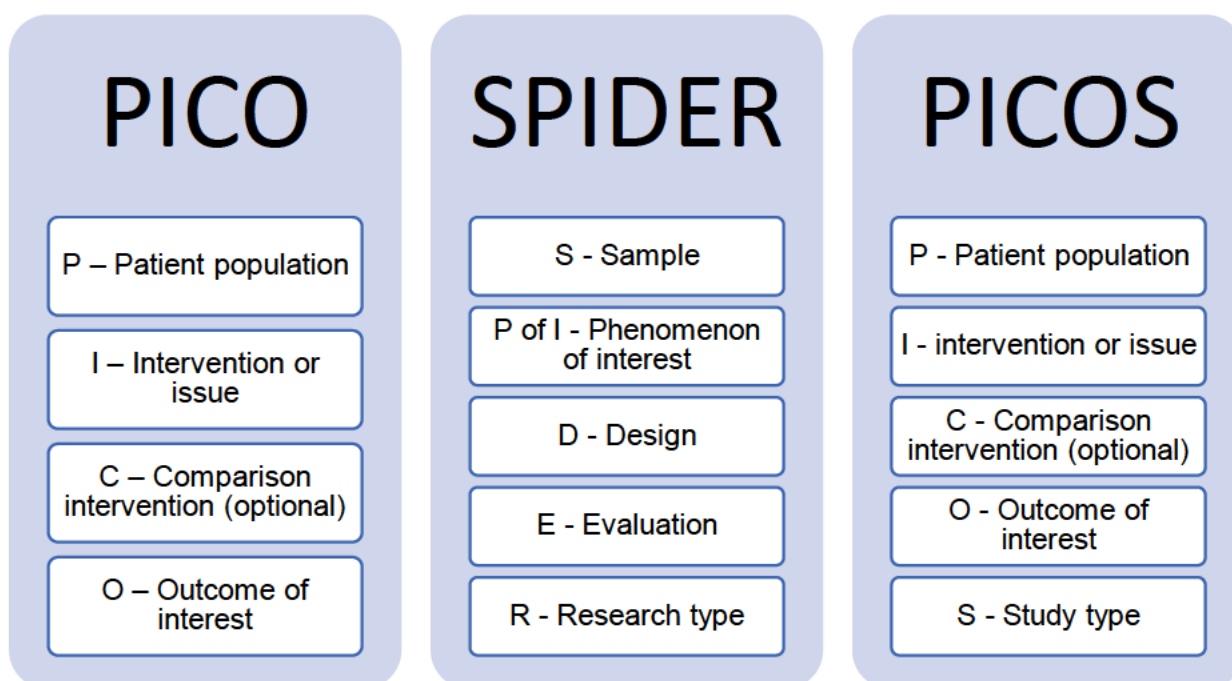 PICO
P – Patient population
I – Intervention or
issue
C – Comparison
intervention (optional)
O – Outcome of
interest
SPIDER
S - Sample
P of I - Phenomenon
of interest
D - Design
E - Evaluation
R - Research type
PICOS
P - Patient population
I - intervention or issue
C - Comparison
intervention (optional)
O - Outcome of
interest
S - Study type